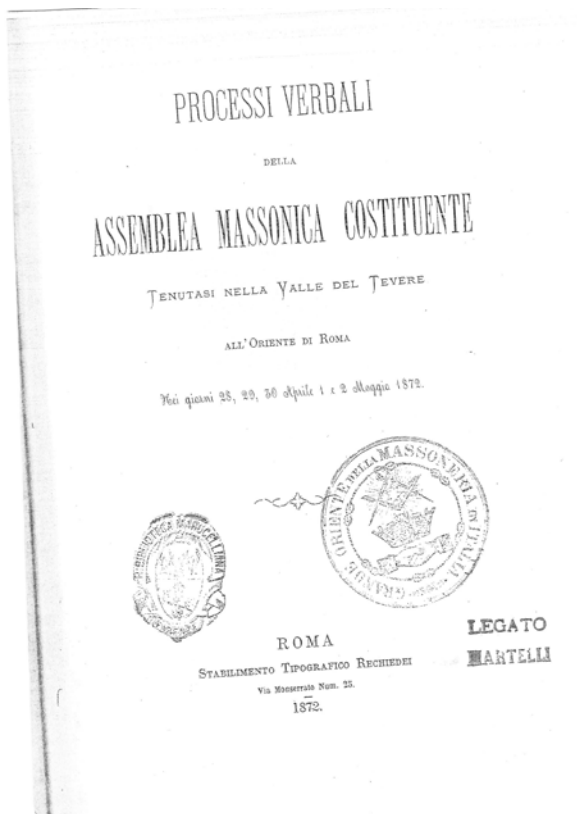 PROCESSI VERBALI
DELLA
ASSEMBLEA MASSONICA COSTITUENTE
TENUTASI NELLA VALLE DEL TEVERE
ALL'ORIENTE DI ROMA
Nei giorni 28, 29, 30 Aprile 1 e 2 Maggio 1872.
GRANDE ORIENTE DELLA MASSONERIA IN ITALIA
R. BIBLIOTECA MARUCELLIANA
LEGATO
MARTELLI
ROMA
STABILIMENTO TIPOGRAFICO RECHIEDEI
Via Monserrato Num. 25.
1872.